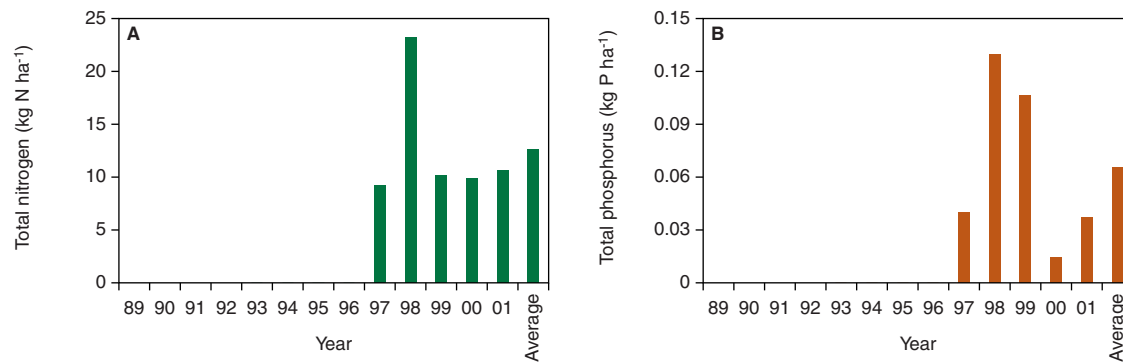 A
Total nitrogen (kg N ha-1)
25
20
15
10
5
0
89 90 91 92 93 94 95 96 97 98 99 00 01 Average
Year
B
Total phosphorus (kg P ha-1)
0.15
0.12
0.09
0.06
0.03
0
89 90 91 92 93 94 95 96 97 98 99 00 01 Average
Year